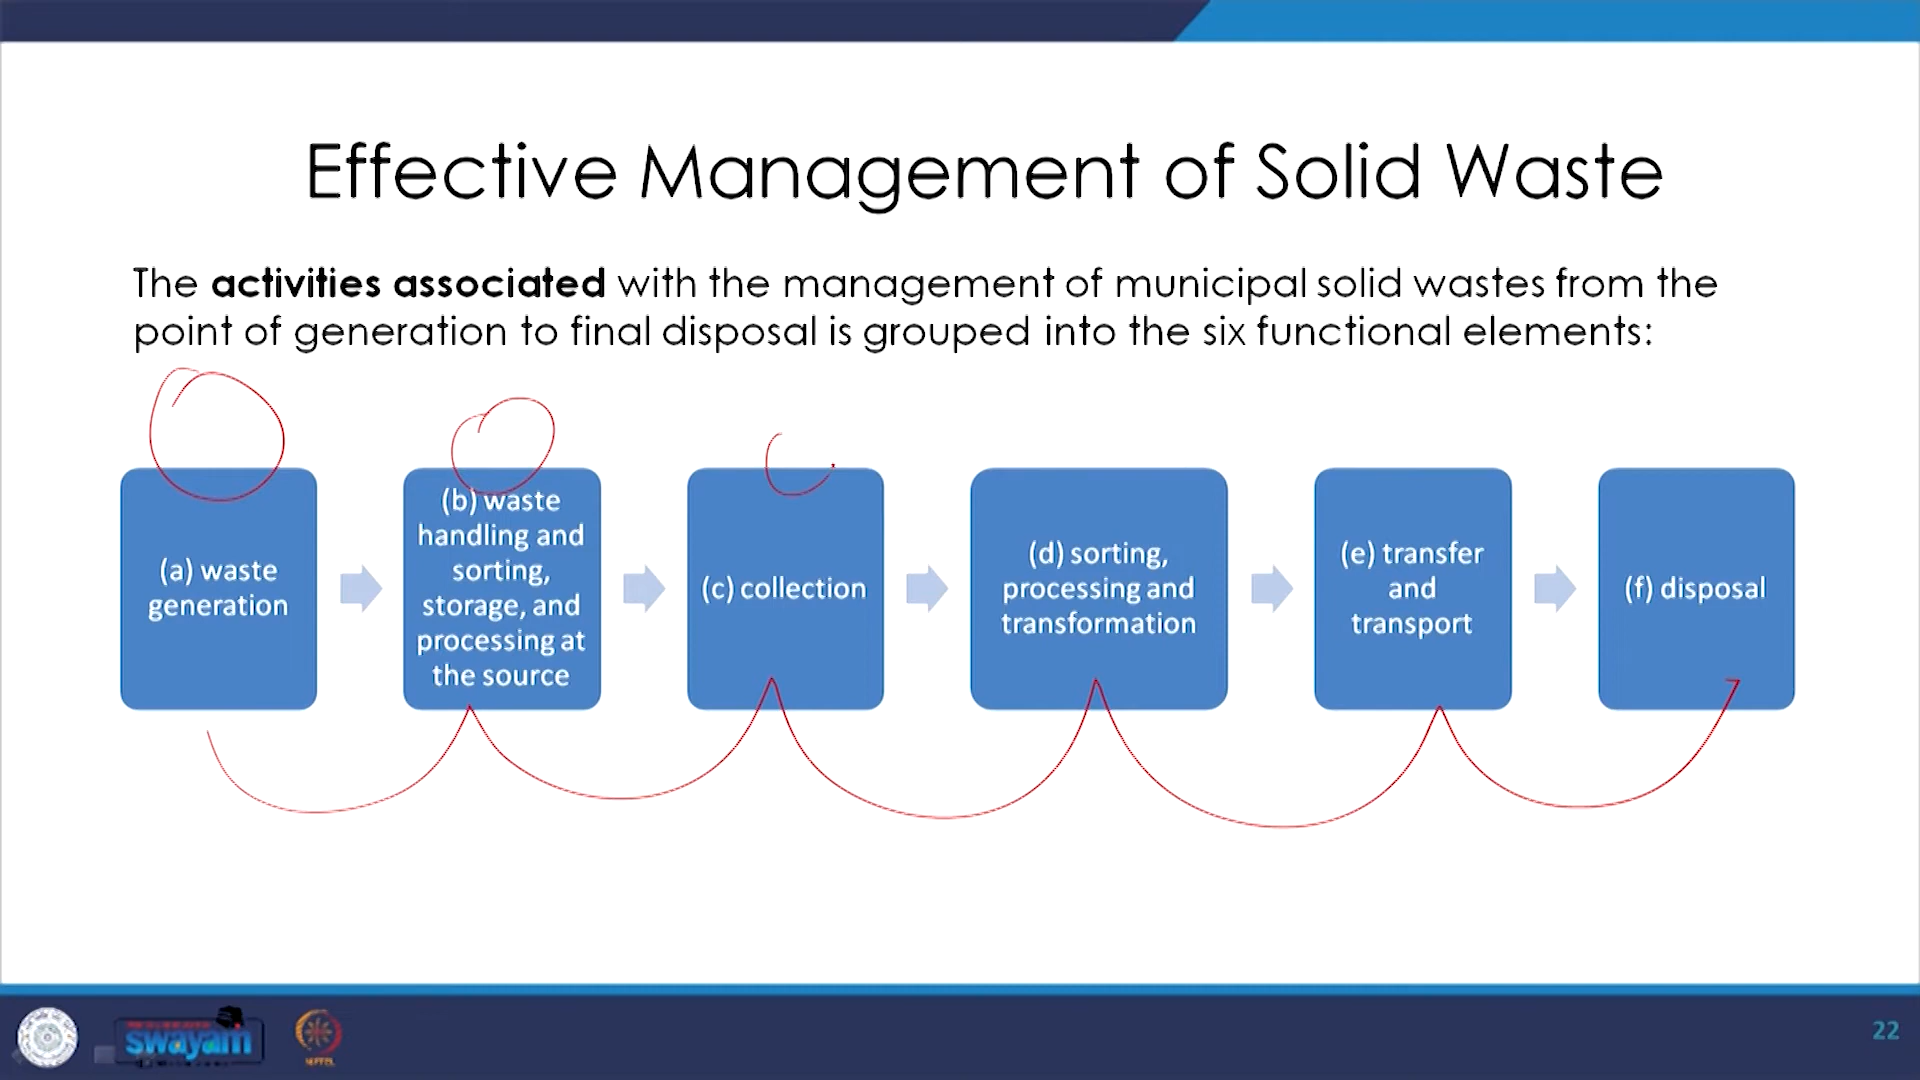 Effective Management of Solid Waste
The activities associated with the management of municipal solid wastes from the
point of generation to final disposal is grouped into the six functional elements:
(a) waste
generation
(b) waste
handling and
sorting,
storage, and
processing at
the source
(c) collection
(d) sorting,
processing and
transformation
(e) transfer
and
transport
(f) disposal
swayam
22